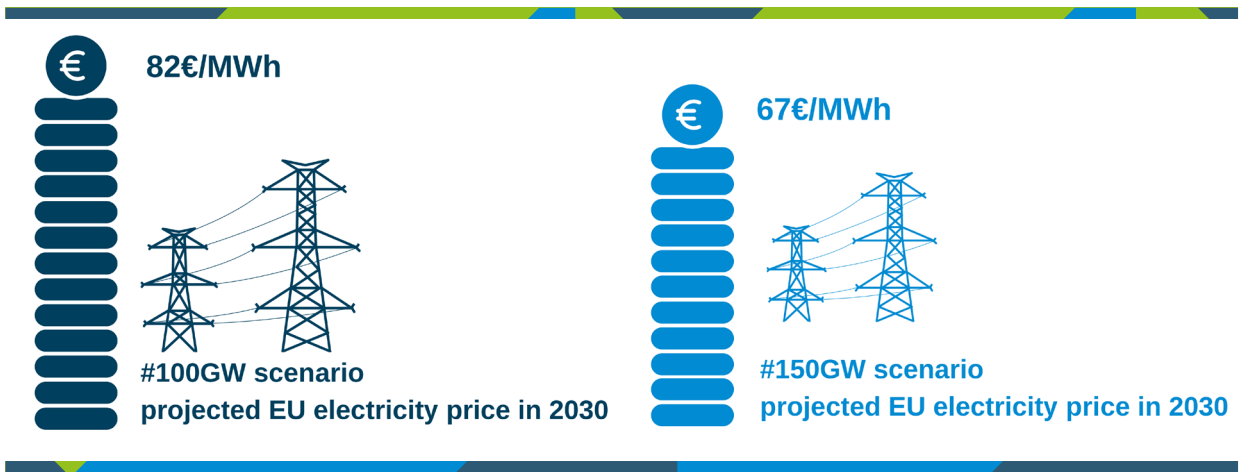 €
82€/MWh
#100GW scenario
projected EU electricity price in 2030
€
67€/MWh
#150GW scenario
projected EU electricity price in 2030